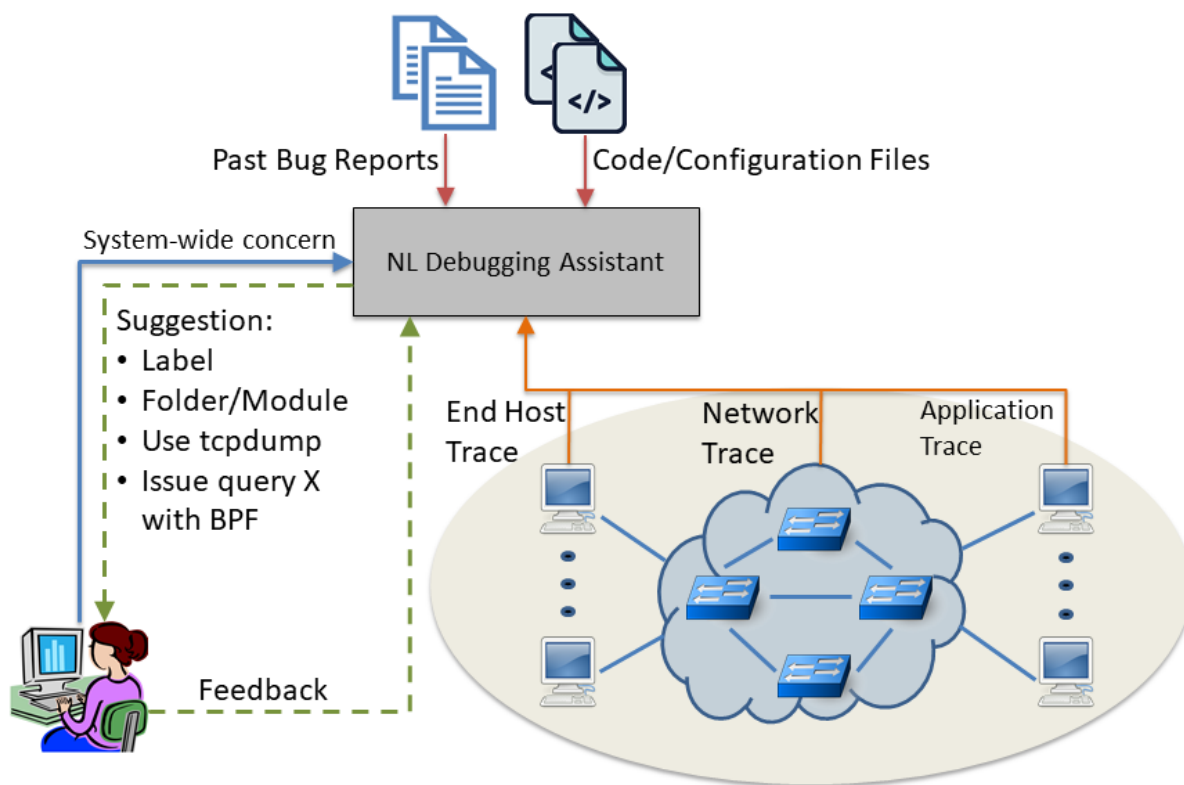 </>
Past Bug Reports
Code/Configuration Files
System-wide concern
NL Debugging Assistant
Suggestion:
• Label
• Folder/Module
• Use tcpdump
• Issue query X
with BPF
End Host
Trace
Network
Trace
Application
Trace
Feedback